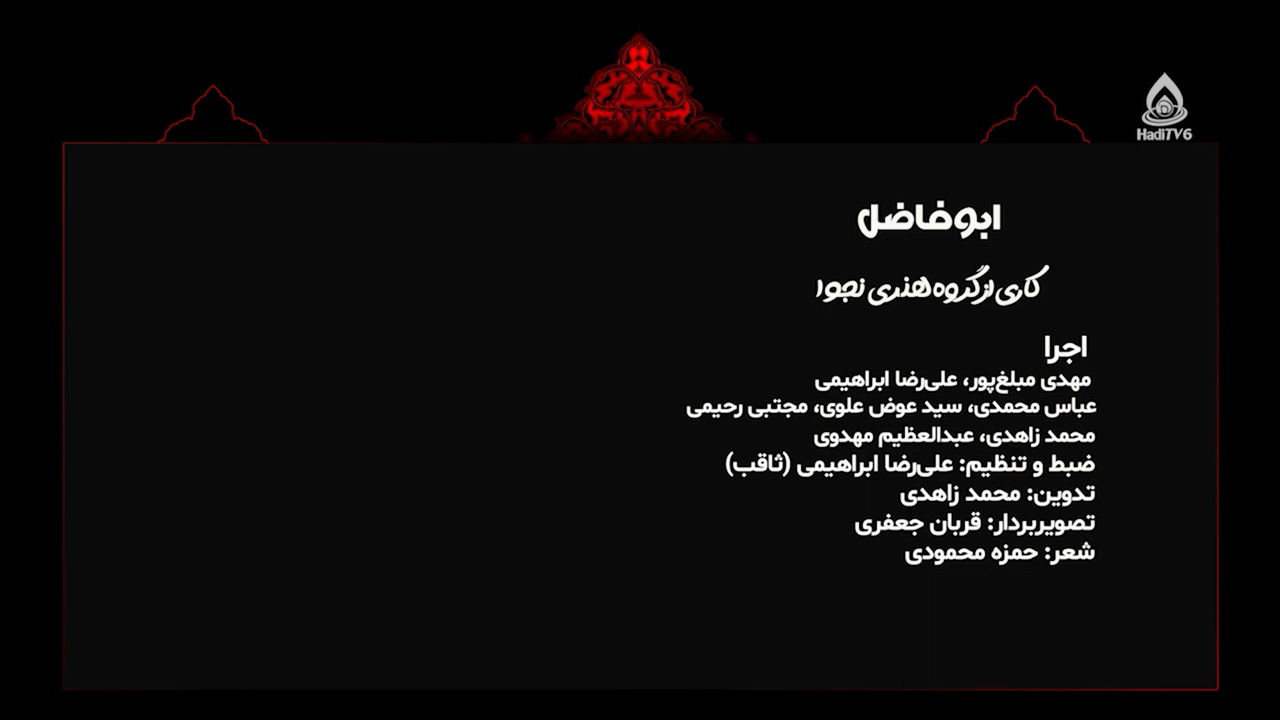 HadiTV6
ابوفاضل
کاری از گروه هنری نجوا
اجرا
مهدی مبلغ‌پور، علی‌رضا ابراهیمی
عباس محمدی، سید عوض علوی، مجتبی رحیمی
محمد زاهدی، عبدالعظیم مهدوی
ضبط و تنظیم: علی‌رضا ابراهیمی (ثاقب)
تدوین: محمد زاهدی
تصویربردار: قربان جعفری
شعر: حمزه محمودی